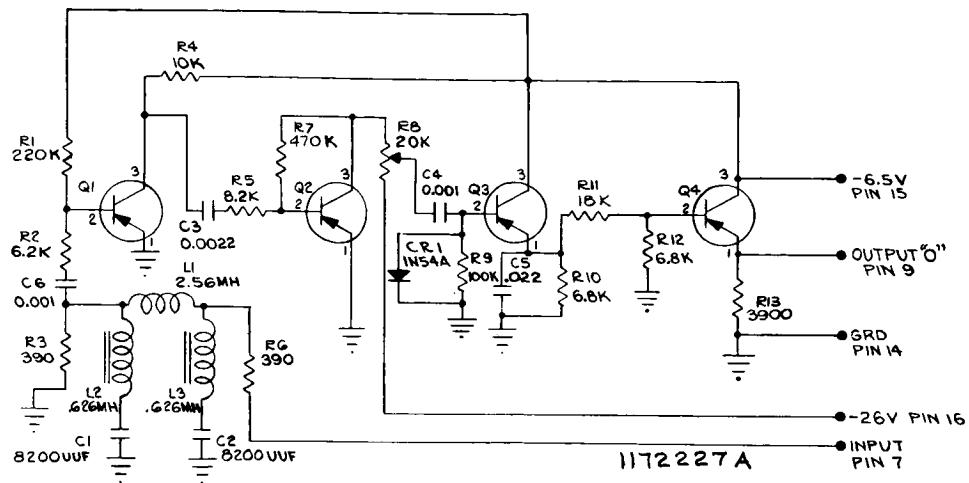 R4
10K
R1
220K
Q1
3
2
1
R2
6.2K
C6
0.001
R3
390
C3
0.0022
R5
8.2K
R7
470K
Q2
3
2
1
R8
20K
C4
0.001
Q3
3
2
1
CR1
1N54A
R9
100K
C5
.022
R10
6.8K
R11
18K
R12
6.8K
Q4
3
2
1
R13
3900
L1
2.56MH
L2
.626MH
L3
.626MH
C1
8200UUF
C2
8200UUF
R6
390
-6.5V
PIN 15
OUTPUT "O"
PIN 9
GRD
PIN 14
-26V PIN 16
INPUT
PIN 7
1172227A